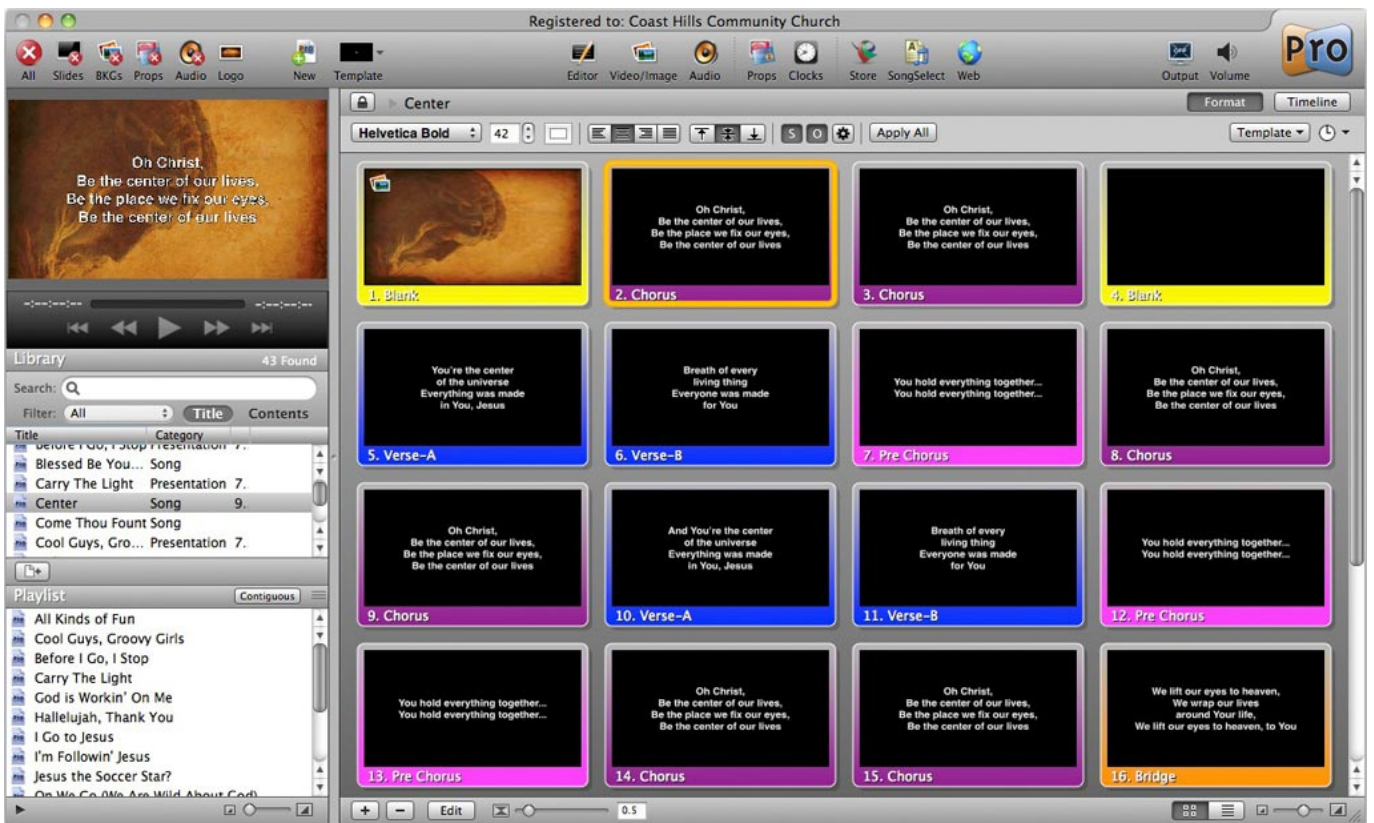 Registered to: Coast Hills Community Church
All Slides BKGs Props Audio Logo New Template Editor Video/Image Audio Props Clocks Store SongSelect Web Output Volume
Pro
Center Format Timeline
Helvetica Bold 42 S O Apply All Template
Oh Christ,
Be the center of our lives,
Be the place we fix our eyes,
Be the center of our lives
-:--:--:-- -:--:--:--
Library 43 Found
Search:
Filter: All Title Contents
Title Category
Before I Go, I Stop Presentation 7.
Blessed Be You... Song
Carry The Light Presentation 7.
Center Song 9.
Come Thou Fount Song
Cool Guys, Gro... Presentation 7.
Playlist Contiguous
All Kinds of Fun
Cool Guys, Groovy Girls
Before I Go, I Stop
Carry The Light
God is Workin' On Me
Hallelujah, Thank You
I Go to Jesus
I'm Followin' Jesus
Jesus the Soccer Star?
On We Go (We Are Wild About God)
1. Blank
Oh Christ,
Be the center of our lives,
Be the place we fix our eyes,
Be the center of our lives
2. Chorus
Oh Christ,
Be the center of our lives,
Be the place we fix our eyes,
Be the center of our lives
3. Chorus
4. Blank
You're the center
of the universe
Everything was made
in You, Jesus
5. Verse-A
Breath of every
living thing
Everyone was made
for You
6. Verse-B
You hold everything together...
You hold everything together...
7. Pre Chorus
Oh Christ,
Be the center of our lives,
Be the place we fix our eyes,
Be the center of our lives
8. Chorus
Oh Christ,
Be the center of our lives,
Be the place we fix our eyes,
Be the center of our lives
9. Chorus
And You're the center
of the universe
Everything was made
in You, Jesus
10. Verse-A
Breath of every
living thing
Everyone was made
for You
11. Verse-B
You hold everything together...
You hold everything together...
12. Pre Chorus
You hold everything together...
You hold everything together...
13. Pre Chorus
Oh Christ,
Be the center of our lives,
Be the place we fix our eyes,
Be the center of our lives
14. Chorus
Oh Christ,
Be the center of our lives,
Be the place we fix our eyes,
Be the center of our lives
15. Chorus
We lift our eyes to heaven,
We wrap our lives
around Your life,
We lift our eyes to heaven, to You
16. Bridge
Edit 0.5